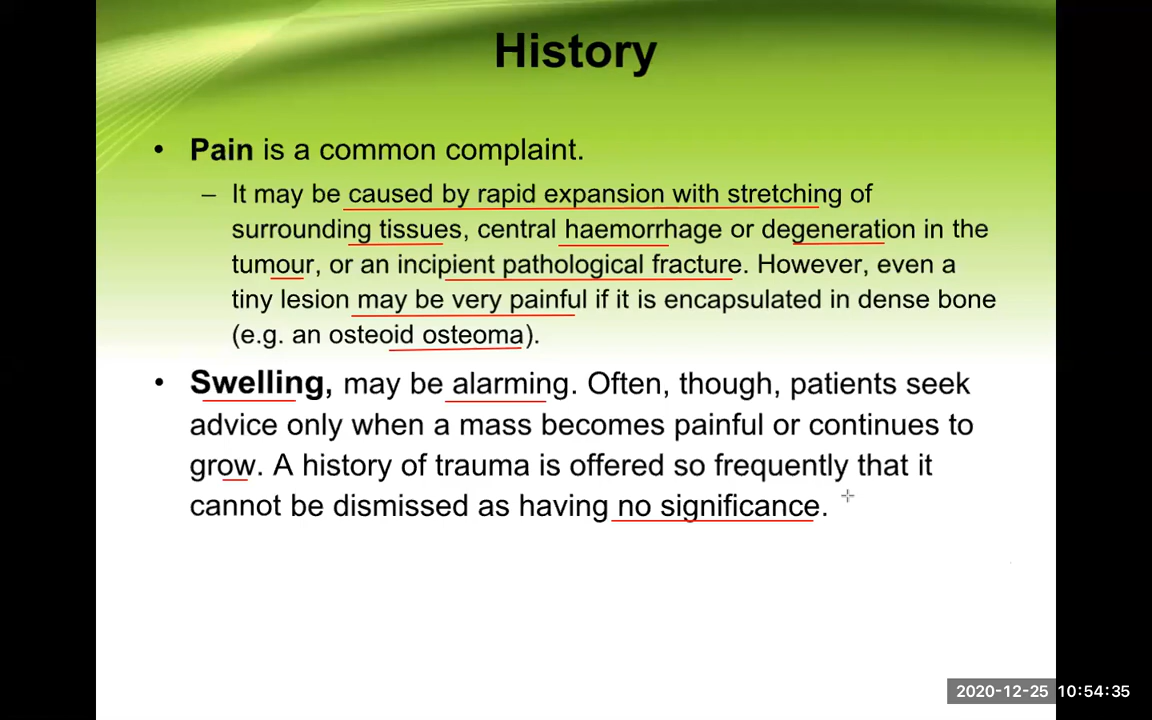 History
• Pain is a common complaint.
– It may be caused by rapid expansion with stretching of
surrounding tissues, central haemorrhage or degeneration in the
tumour, or an incipient pathological fracture. However, even a
tiny lesion may be very painful if it is encapsulated in dense bone
(e.g. an osteoid osteoma).
• Swelling, may be alarming. Often, though, patients seek
advice only when a mass becomes painful or continues to
grow. A history of trauma is offered so frequently that it
cannot be dismissed as having no significance.
2020-12-25 10:54:35